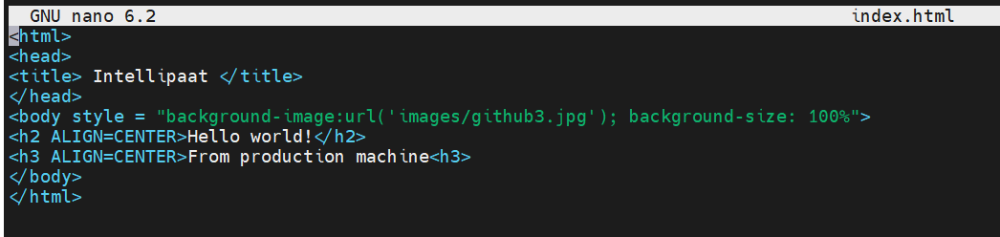 GNU nano 6.2 index.html
<html>
<head>
<title> Intellipaat </title>
</head>
<body style = "background-image:url('images/github3.jpg'); background-size: 100%">
<h2 ALIGN=CENTER>Hello world!</h2>
<h3 ALIGN=CENTER>From production machine<h3>
</body>
</html>